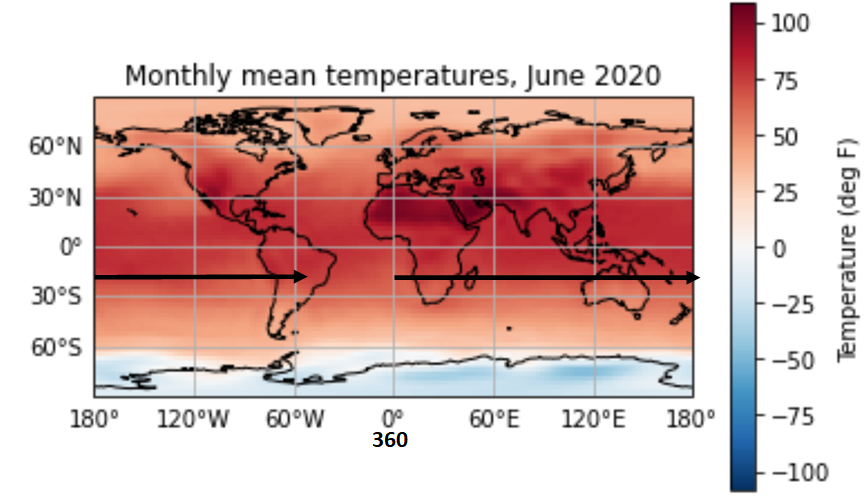 Monthly mean temperatures, June 2020
60°N
30°N
0°
30°S
60°S
180° 120°W 60°W 0° 60°E 120°E 180°
360
100
75
50
25
0
−25
−50
−75
−100
Temperature (deg F)